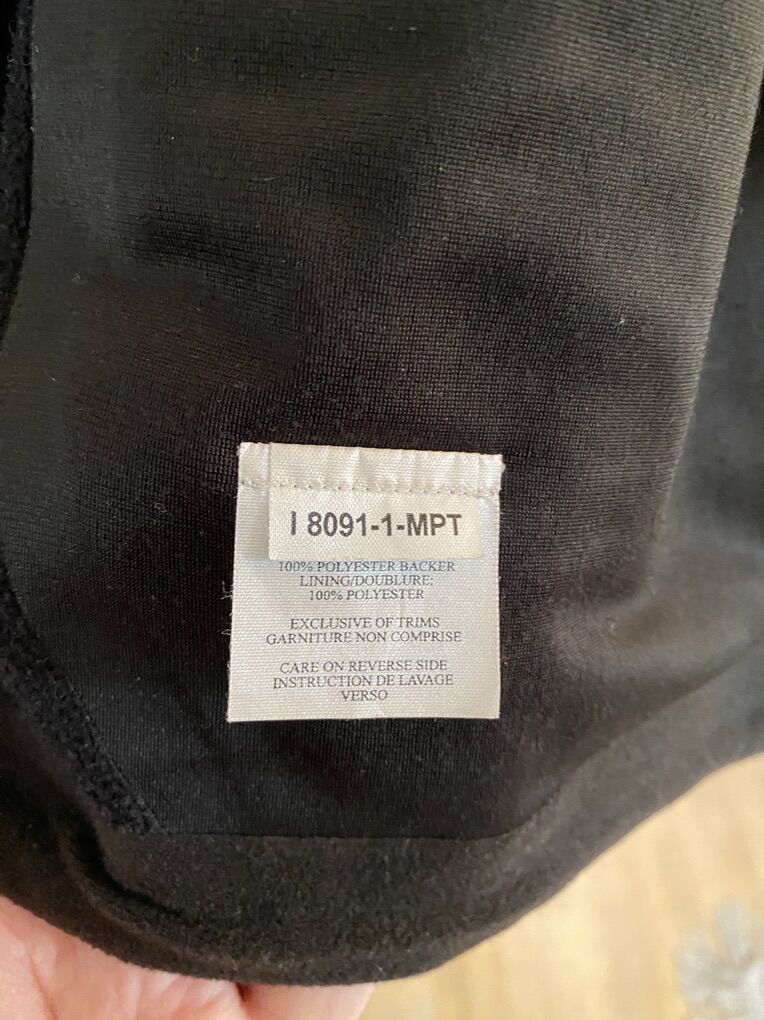 I 8091-1-MPT
100% POLYESTER BACKER
LINING/DOUBLURE:
100% POLYESTER
EXCLUSIVE OF TRIMS
GARNITURE NON COMPRISE
CARE ON REVERSE SIDE
INSTRUCTION DE LAVAGE
VERSO